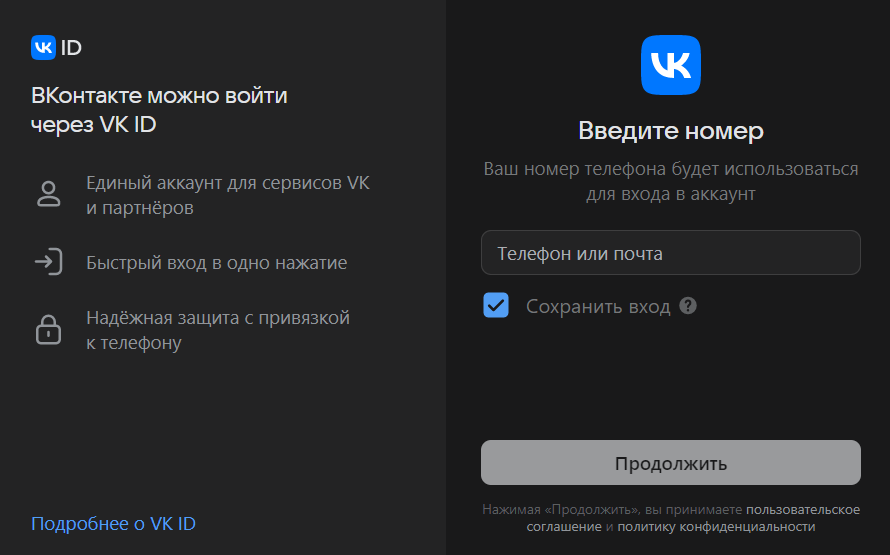 VK ID
ВКонтакте можно войти
через VK ID
Единый аккаунт для сервисов VK
и партнёров
Быстрый вход в одно нажатие
Надёжная защита с привязкой
к телефону
Подробнее о VK ID
VK
Введите номер
Ваш номер телефона будет использоваться
для входа в аккаунт
Телефон или почта
Сохранить вход ?
Продолжить
Нажимая «Продолжить», вы принимаете пользовательское
соглашение и политику конфиденциальности